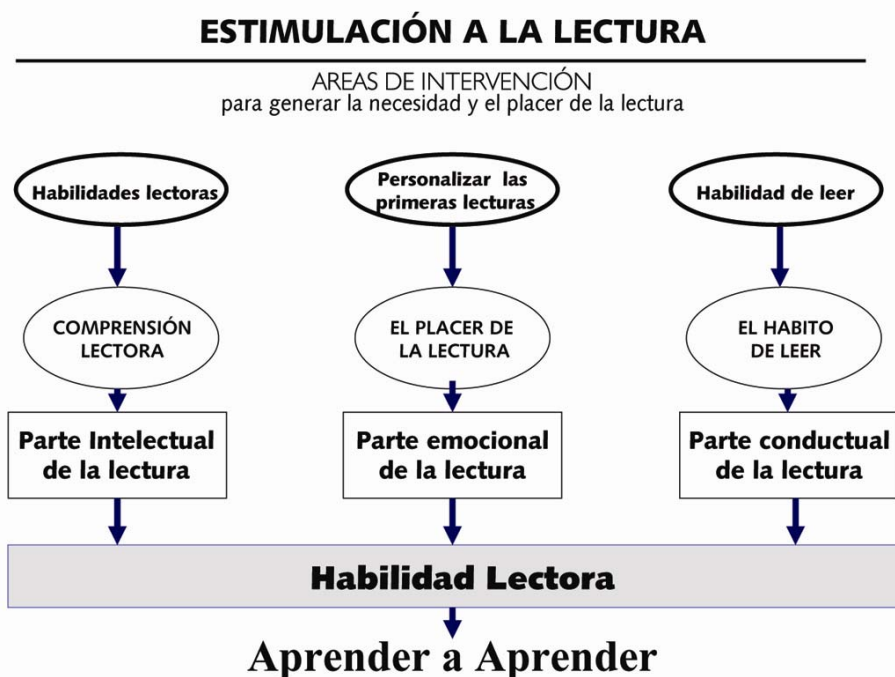 ESTIMULACIÓN A LA LECTURA
AREAS DE INTERVENCIÓN
para generar la necesidad y el placer de la lectura
Habilidades lectoras
Personalizar las
primeras lecturas
Habilidad de leer
COMPRENSIÓN
LECTORA
EL PLACER DE
LA LECTURA
EL HABITO
DE LEER
Parte Intelectual
de la lectura
Parte emocional
de la lectura
Parte conductual
de la lectura
Habilidad Lectora
Aprender a Aprender